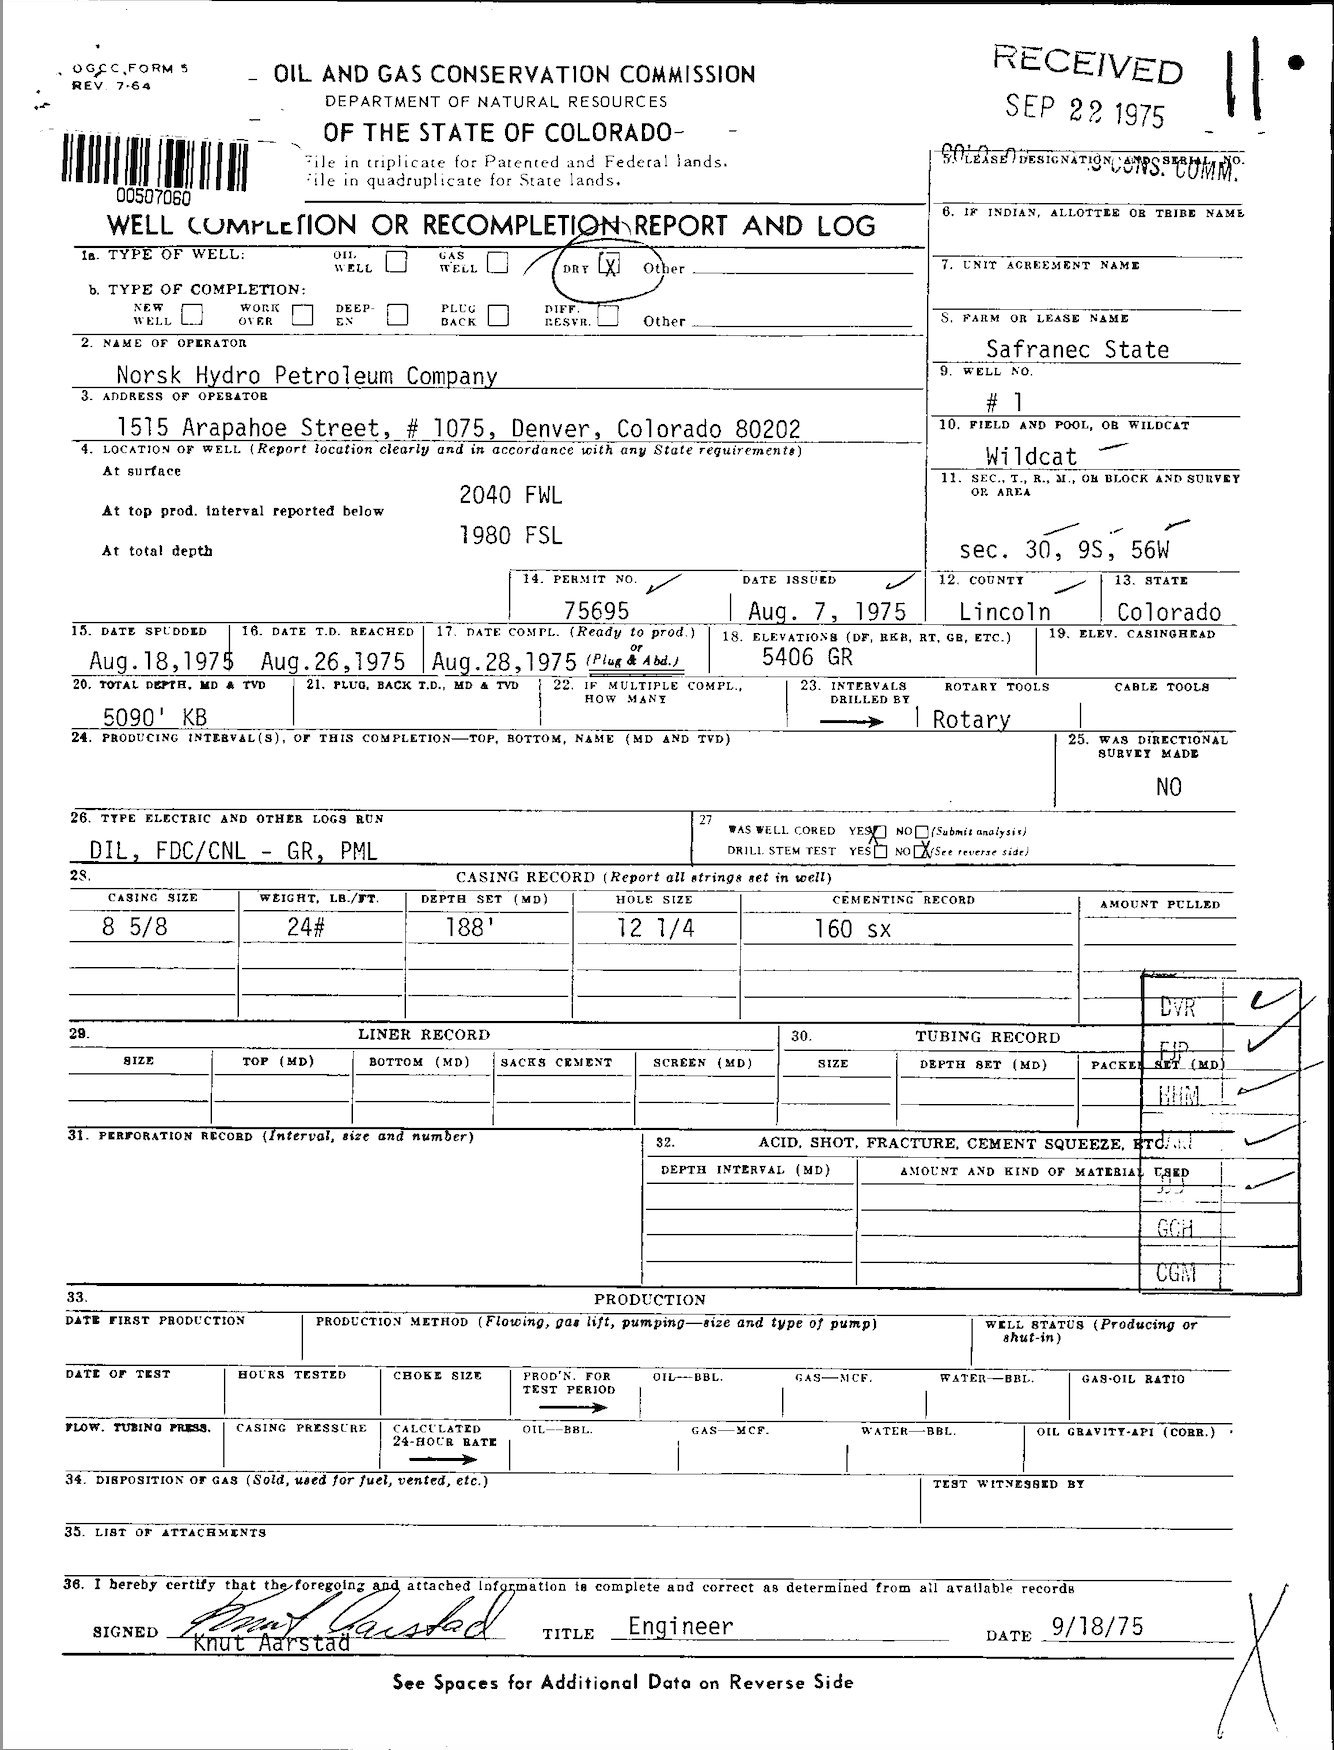 OGCC FORM 5
REV. 7-64
OIL AND GAS CONSERVATION COMMISSION
DEPARTMENT OF NATURAL RESOURCES
OF THE STATE OF COLORADO
File in triplicate for Patented and Federal lands.
File in quadruplicate for State lands.
RECEIVED
SEP 22 1975
CONS. COMM.
00507060
WELL COMPLETION OR RECOMPLETION REPORT AND LOG
5. LEASE DESIGNATION AND SERIAL NO.
6. IF INDIAN, ALLOTTEE OR TRIBE NAME
7. UNIT AGREEMENT NAME
8. FARM OR LEASE NAME
Safranec State
9. WELL NO.
# 1
10. FIELD AND POOL, OR WILDCAT
Wildcat
11. SEC., T., R., M., OR BLOCK AND SURVEY
OR AREA
sec. 30, 9S, 56W
1a. TYPE OF WELL: OIL WELL GAS WELL DRY X Other
b. TYPE OF COMPLETION:
NEW WELL WORK OVER DEEP-EN PLUG BACK DIFF. RESVR. Other
2. NAME OF OPERATOR
Norsk Hydro Petroleum Company
3. ADDRESS OF OPERATOR
1515 Arapahoe Street, # 1075, Denver, Colorado 80202
4. LOCATION OF WELL (Report location clearly and in accordance with any State requirements)
At surface
2040 FWL
At top prod. interval reported below
1980 FSL
At total depth
14. PERMIT NO. DATE ISSUED 12. COUNTY 13. STATE
75695 Aug. 7, 1975 Lincoln Colorado
15. DATE SPUDDED 16. DATE T.D. REACHED 17. DATE COMPL. (Ready to prod.) or (Plug & Abd.) 18. ELEVATIONS (DF, RKB, RT, GR, ETC.) 19. ELEV. CASINGHEAD
Aug.18,1975 Aug.26,1975 Aug.28,1975 5406 GR
20. TOTAL DEPTH, MD & TVD 21. PLUG, BACK T.D., MD & TVD 22. IF MULTIPLE COMPL., HOW MANY 23. INTERVALS DRILLED BY ROTARY TOOLS CABLE TOOLS
5090' KB Rotary
24. PRODUCING INTERVAL(S), OF THIS COMPLETION—TOP, BOTTOM, NAME (MD AND TVD)
25. WAS DIRECTIONAL
SURVEY MADE
NO
26. TYPE ELECTRIC AND OTHER LOGS RUN
DIL, FDC/CNL - GR, PML
27
WAS WELL CORED YES X NO (Submit analysis)
DRILL STEM TEST YES NO X (See reverse side)
28. CASING RECORD (Report all strings set in well)
CASING SIZE WEIGHT, LB./FT. DEPTH SET (MD) HOLE SIZE CEMENTING RECORD AMOUNT PULLED
8 5/8 24# 188' 12 1/4 160 sx
29. LINER RECORD 30. TUBING RECORD
SIZE TOP (MD) BOTTOM (MD) SACKS CEMENT SCREEN (MD) SIZE DEPTH SET (MD) PACKER SET (MD)
31. PERFORATION RECORD (Interval, size and number)
32. ACID, SHOT, FRACTURE, CEMENT SQUEEZE, ETC.
DEPTH INTERVAL (MD) AMOUNT AND KIND OF MATERIAL USED
DVR
FJP
HHM
GCH
CGM
33. PRODUCTION
DATE FIRST PRODUCTION PRODUCTION METHOD (Flowing, gas lift, pumping—size and type of pump) WELL STATUS (Producing or shut-in)
DATE OF TEST HOURS TESTED CHOKE SIZE PROD'N. FOR TEST PERIOD OIL—BBL. GAS—MCF. WATER—BBL. GAS-OIL RATIO
FLOW. TUBING PRESS. CASING PRESSURE CALCULATED 24-HOUR RATE OIL—BBL. GAS—MCF. WATER—BBL. OIL GRAVITY-API (CORR.)
34. DISPOSITION OF GAS (Sold, used for fuel, vented, etc.) TEST WITNESSED BY
35. LIST OF ATTACHMENTS
36. I hereby certify that the foregoing and attached information is complete and correct as determined from all available records
SIGNED Knut Aarstad TITLE Engineer DATE 9/18/75
Knut Aarstad
See Spaces for Additional Data on Reverse Side